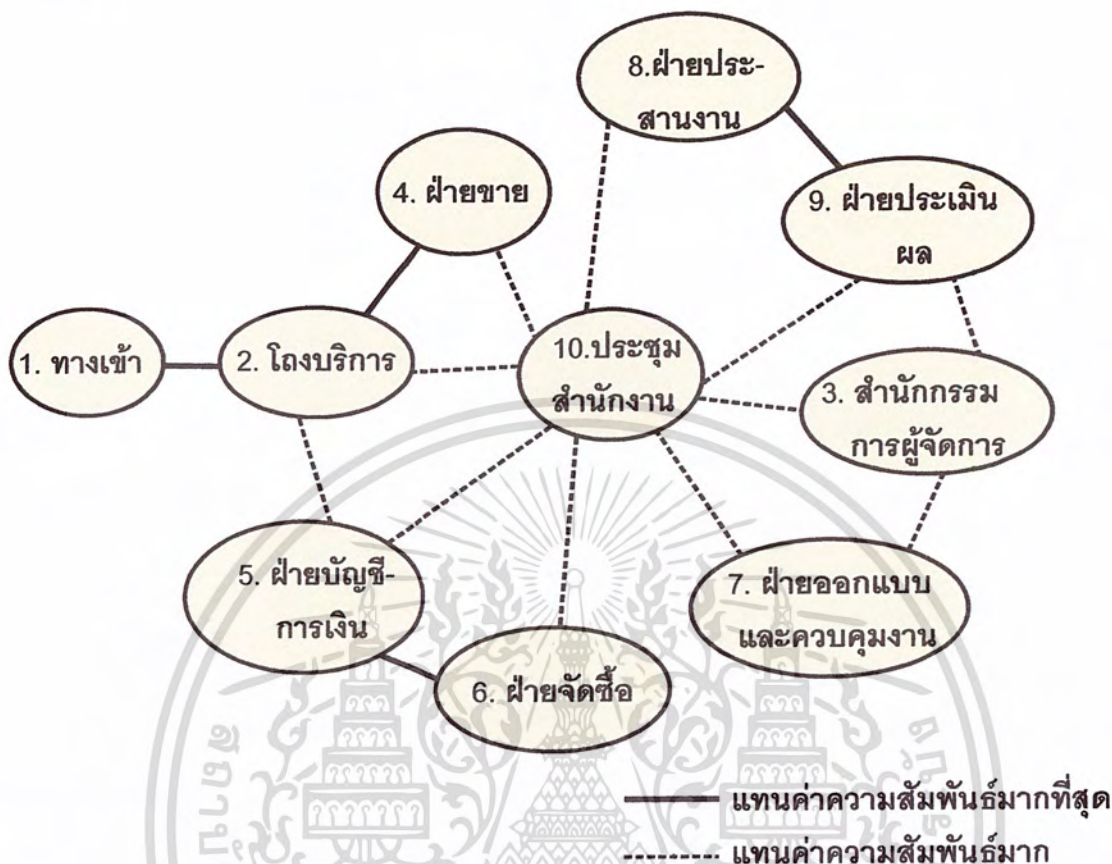 8.ฝ่ายประ-
สานงาน
4. ฝ่ายขาย
9. ฝ่ายประเมิน
ผล
1. ทางเข้า
2. โถงบริการ
10.ประชุม
สำนักงาน
3. สำนักกรรม
การผู้จัดการ
5. ฝ่ายบัญชี-
การเงิน
7. ฝ่ายออกแบบ
และควบคุมงาน
6. ฝ่ายจัดซื้อ
แทนค่าความสัมพันธ์มากที่สุด
แทนค่าความสัมพันธ์มาก